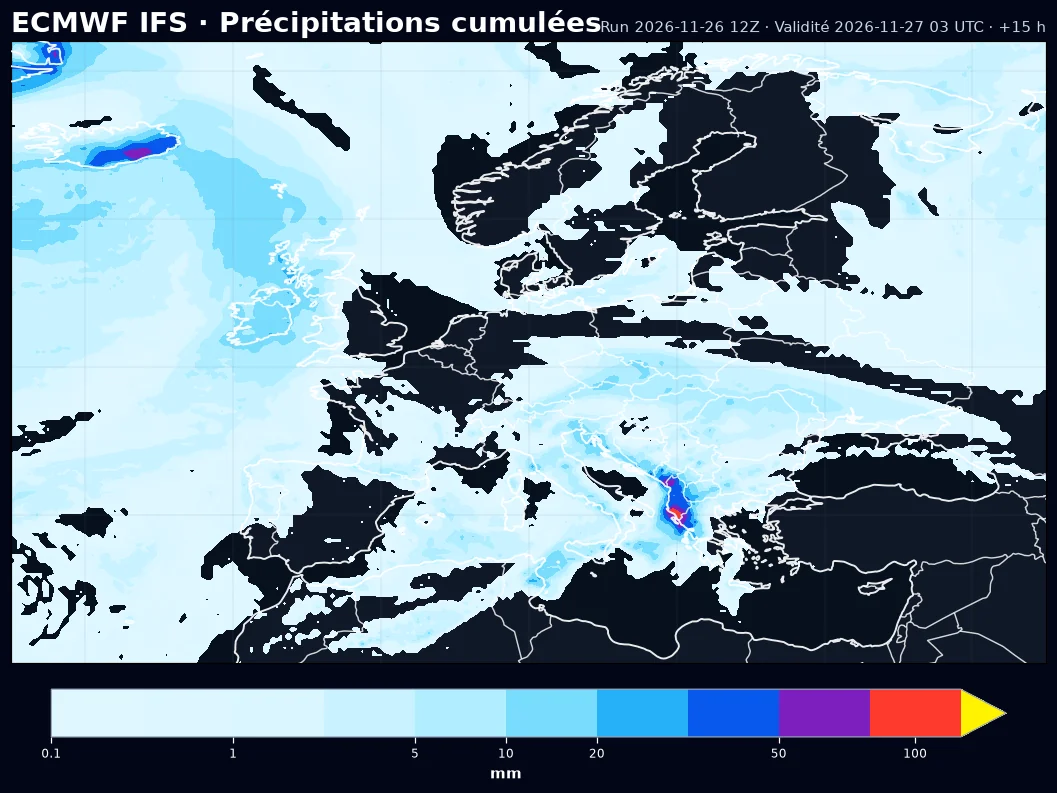 ECMWF IFS · Précipitations cumulées
Run 2026-11-26 12Z · Validité 2026-11-27 03 UTC · +15 h
0.1 1 5 10 20 50 100
mm